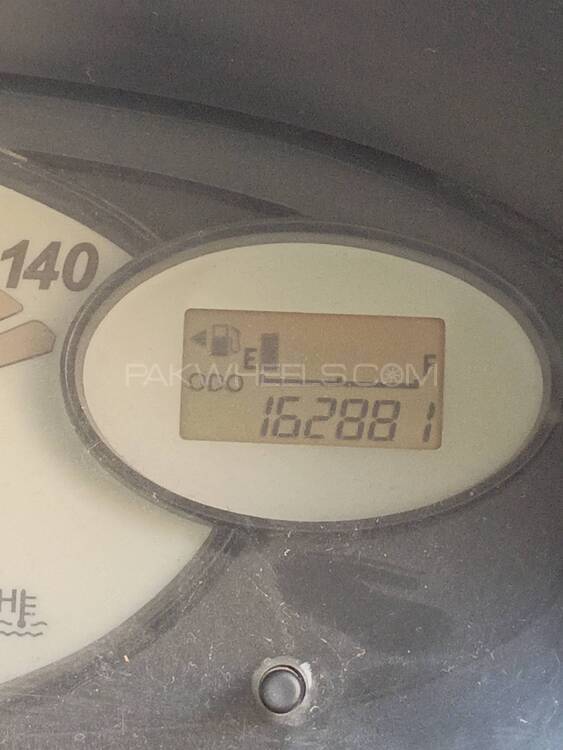 140
E F
PAKWHEELS.COM
ODO
162881
H